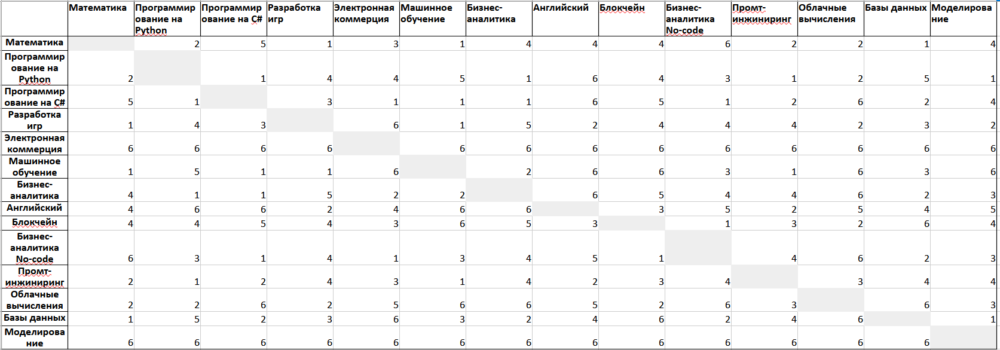 Математика Программирование на Python Программирование на C# Разработка игр Электронная коммерция Машинное обучение Бизнес-аналитика Английский Блокчейн Бизнес-аналитика No-code Промт-инжиниринг Облачные вычисления Базы данных Моделирование
Математика 2 5 1 3 1 4 4 4 6 2 2 1 4
Программирование на Python 2 1 4 4 5 1 6 4 3 1 2 5 1
Программирование на C# 5 1 3 1 1 1 6 5 1 2 6 2 4
Разработка игр 1 4 3 6 1 5 2 4 4 4 2 3 2
Электронная коммерция 6 6 6 6 6 6 6 6 6 6 6 6 6
Машинное обучение 1 5 1 1 6 2 6 6 3 1 6 3 6
Бизнес-аналитика 4 1 1 5 2 2 6 5 4 4 6 2 3
Английский 4 6 6 2 4 6 6 3 5 2 5 4 5
Блокчейн 4 4 5 4 3 6 5 3 1 3 2 6 4
Бизнес-аналитика No-code 6 3 1 4 1 3 4 5 1 4 6 2 3
Промт-инжиниринг 2 1 2 4 3 1 4 2 3 4 3 4 4
Облачные вычисления 2 2 6 2 5 6 6 5 2 6 3 6 3
Базы данных 1 5 2 3 6 3 2 4 6 2 4 6 1
Моделирование 6 6 6 6 6 6 6 6 6 6 6 6 6